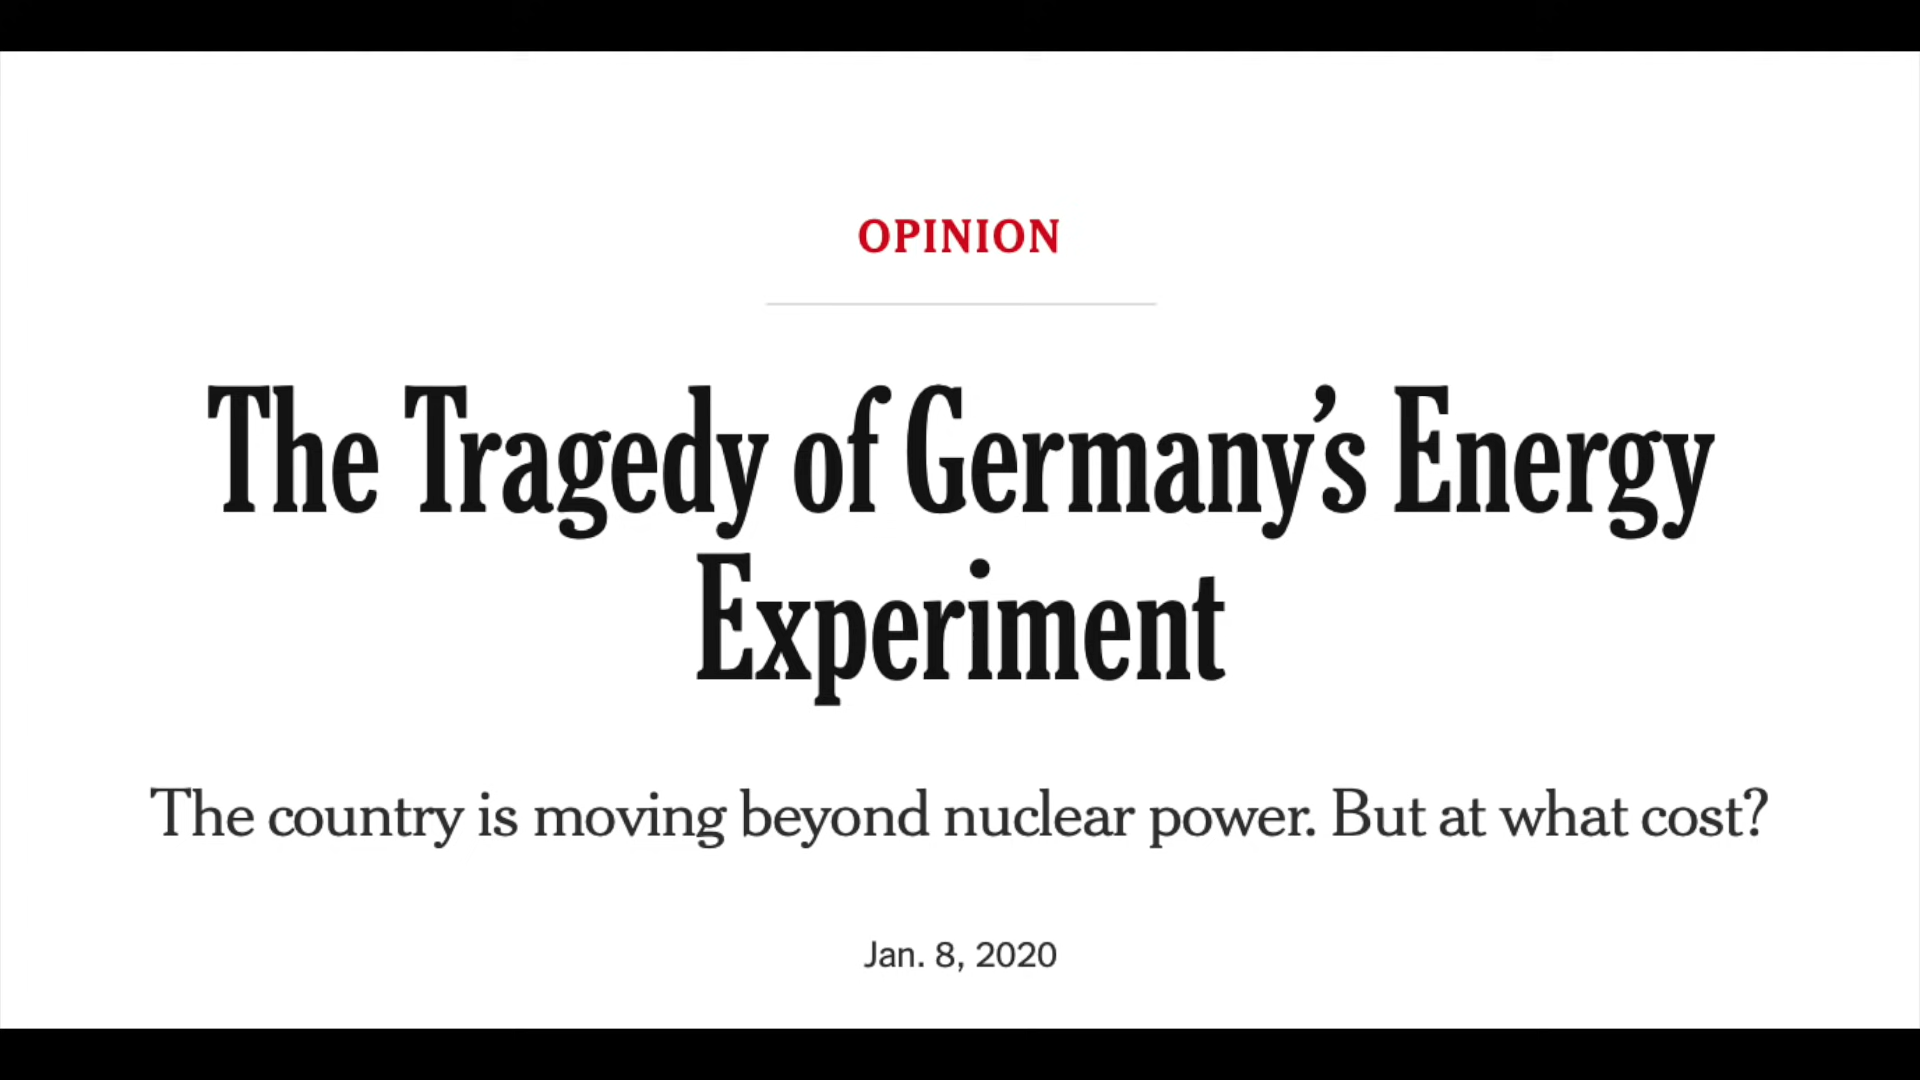 OPINION
The Tragedy of Germany’s Energy
Experiment
The country is moving beyond nuclear power. But at what cost?
Jan. 8, 2020